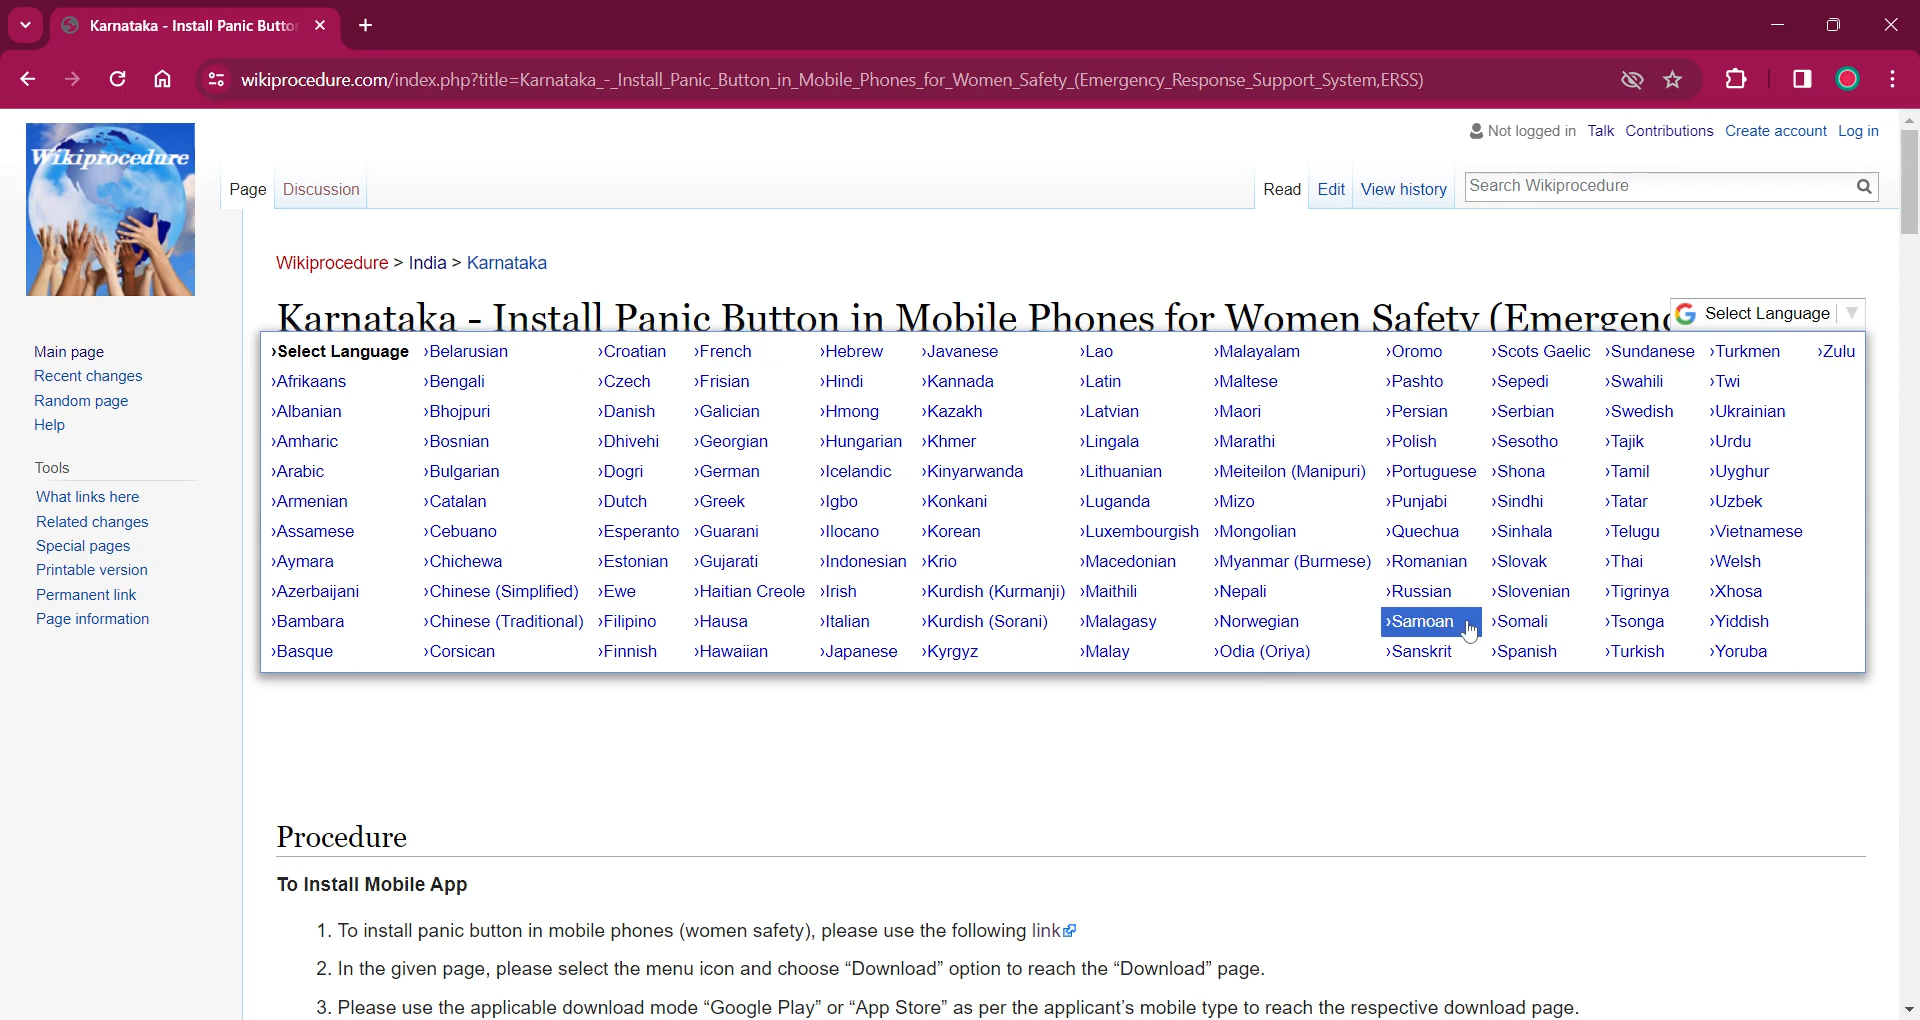 Karnataka - Install Panic Butto
wikiprocedure.com/index.php?title=Karnataka_-_Install_Panic_Button_in_Mobile_Phones_for_Women_Safety_(Emergency_Response_Support_System,ERSS)
Wikiprocedure
Not logged in Talk Contributions Create account Log in
Page Discussion Read Edit View history Search Wikiprocedure
Wikiprocedure > India > Karnataka
Karnataka - Install Panic Button in Mobile Phones for Women Safety (Emergenc Select Language
Main page
Recent changes
Random page
Help
Tools
What links here
Related changes
Special pages
Printable version
Permanent link
Page information
›Select Language ›Belarusian ›Croatian ›French ›Hebrew ›Javanese ›Lao ›Malayalam ›Oromo ›Scots Gaelic ›Sundanese ›Turkmen ›Zulu
›Afrikaans ›Bengali ›Czech ›Frisian ›Hindi ›Kannada ›Latin ›Maltese ›Pashto ›Sepedi ›Swahili ›Twi
›Albanian ›Bhojpuri ›Danish ›Galician ›Hmong ›Kazakh ›Latvian ›Maori ›Persian ›Serbian ›Swedish ›Ukrainian
›Amharic ›Bosnian ›Dhivehi ›Georgian ›Hungarian ›Khmer ›Lingala ›Marathi ›Polish ›Sesotho ›Tajik ›Urdu
›Arabic ›Bulgarian ›Dogri ›German ›Icelandic ›Kinyarwanda ›Lithuanian ›Meiteilon (Manipuri) ›Portuguese ›Shona ›Tamil ›Uyghur
›Armenian ›Catalan ›Dutch ›Greek ›Igbo ›Konkani ›Luganda ›Mizo ›Punjabi ›Sindhi ›Tatar ›Uzbek
›Assamese ›Cebuano ›Esperanto ›Guarani ›Ilocano ›Korean ›Luxembourgish ›Mongolian ›Quechua ›Sinhala ›Telugu ›Vietnamese
›Aymara ›Chichewa ›Estonian ›Gujarati ›Indonesian ›Krio ›Macedonian ›Myanmar (Burmese) ›Romanian ›Slovak ›Thai ›Welsh
›Azerbaijani ›Chinese (Simplified) ›Ewe ›Haitian Creole ›Irish ›Kurdish (Kurmanji) ›Maithili ›Nepali ›Russian ›Slovenian ›Tigrinya ›Xhosa
›Bambara ›Chinese (Traditional) ›Filipino ›Hausa ›Italian ›Kurdish (Sorani) ›Malagasy ›Norwegian ›Samoan ›Somali ›Tsonga ›Yiddish
›Basque ›Corsican ›Finnish ›Hawaiian ›Japanese ›Kyrgyz ›Malay ›Odia (Oriya) ›Sanskrit ›Spanish ›Turkish ›Yoruba
Procedure
To Install Mobile App
1. To install panic button in mobile phones (women safety), please use the following link
2. In the given page, please select the menu icon and choose “Download” option to reach the “Download” page.
3. Please use the applicable download mode “Google Play” or “App Store” as per the applicant's mobile type to reach the respective download page.